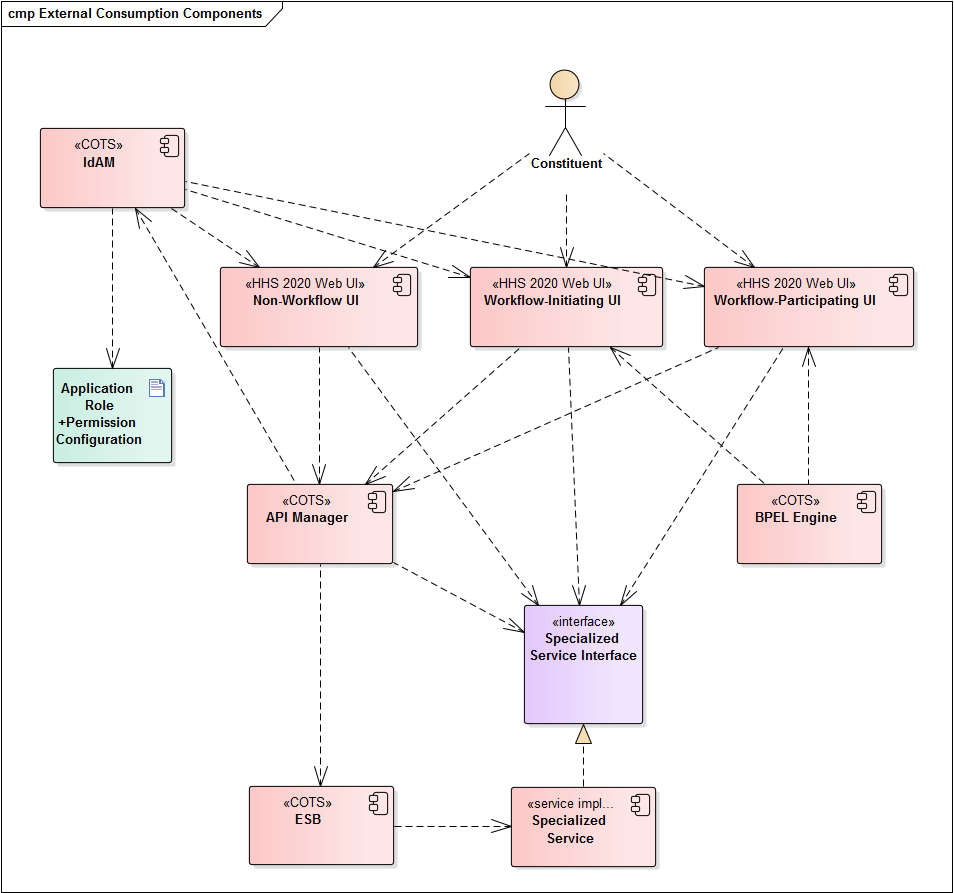 cmp External Consumption Components
Constituent
«COTS»
IdAM
«HHS 2020 Web UI»
Non-Workflow UI
«HHS 2020 Web UI»
Workflow-Initiating UI
«HHS 2020 Web UI»
Workflow-Participating UI
Application
Role
+Permission
Configuration
«COTS»
API Manager
«COTS»
BPEL Engine
«interface»
Specialized
Service Interface
«COTS»
ESB
«service impl...
Specialized
Service